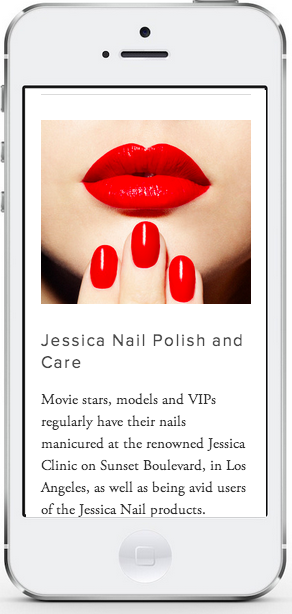 Jessica Nail Polish and
Care
Movie stars, models and VIPs
regularly have their nails
manicured at the renowned Jessica
Clinic on Sunset Boulevard, in Los
Angeles, as well as being avid users
of the Jessica Nail products.